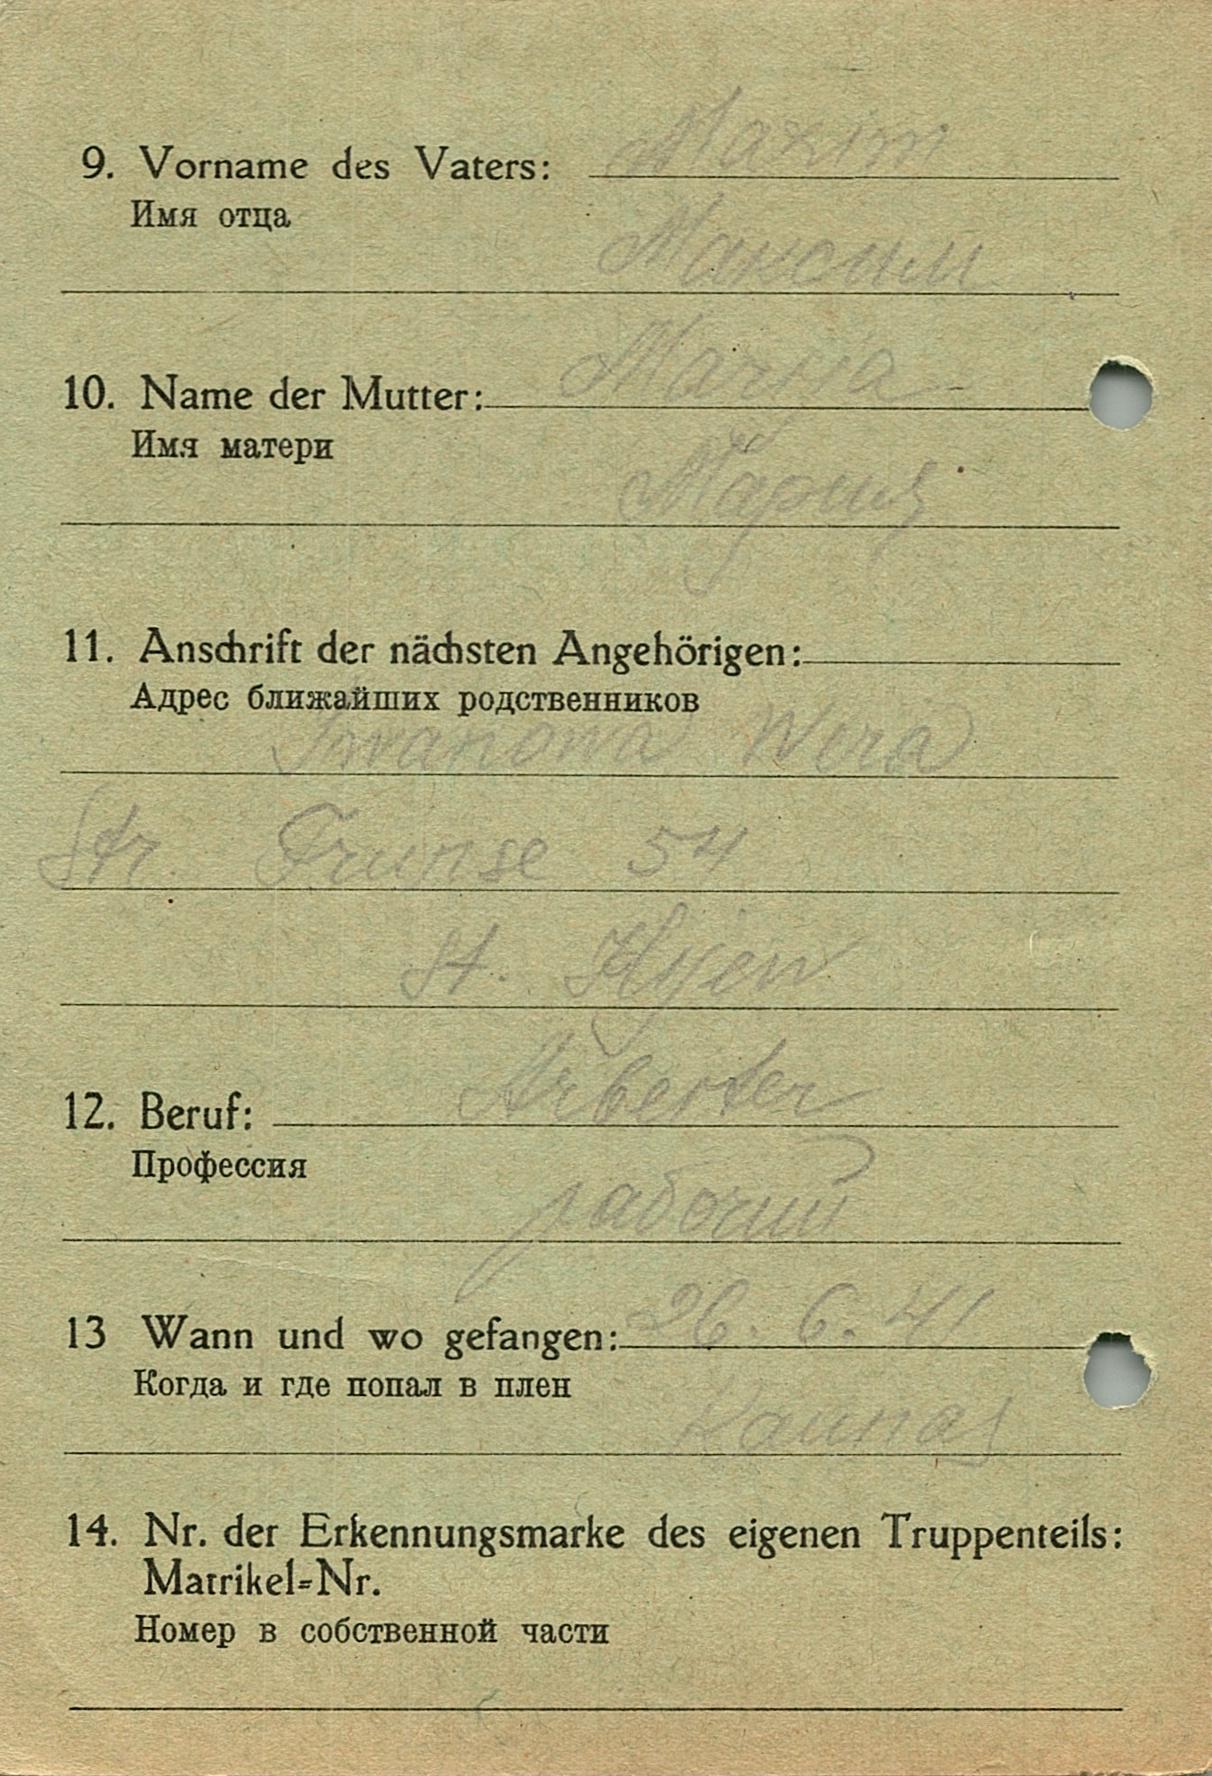 9. Vorname des Vaters: Maxim
Имя отца
Максим
10. Name der Mutter: Maria
Имя матери
Мария
11. Anschrift der nächsten Angehörigen:
Адрес ближайших родственников
Iwanowa Wera
Str. Frunse 54
St. Kyjew
12. Beruf: Arbeiter
Профессия
рабочий
13 Wann und wo gefangen: 26. 6. 41
Когда и где попал в плен
Kaunas
14. Nr. der Erkennungsmarke des eigenen Truppenteils:
Matrikel=Nr.
Номер в собственной части